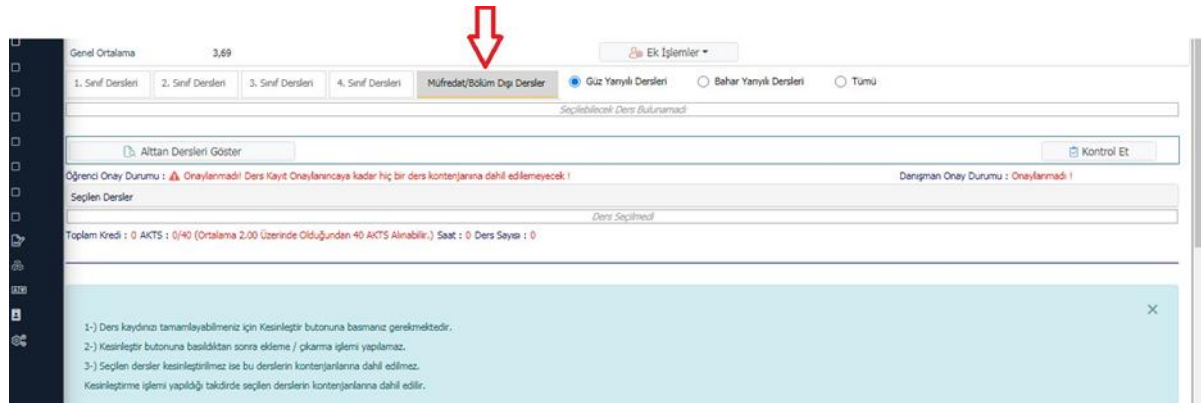 Genel Ortalama 3,69 Ek İşlemler
1. Sınıf Dersleri 2. Sınıf Dersleri 3. Sınıf Dersleri 4. Sınıf Dersleri Müfredat/Bölüm Dışı Dersler Güz Yarıyılı Dersleri Bahar Yarıyılı Dersleri Tümü
Seçilebilecek Ders Bulunamadı
Alttan Dersleri Göster Kontrol Et
Öğrenci Onay Durumu : Onaylanmadı! Ders Kayıt Onaylanıncaya kadar hiç bir ders kontenjanına dahil edilemeyecek ! Danışman Onay Durumu : Onaylanmadı !
Seçilen Dersler
Ders Seçilmedi
Toplam Kredi : 0 AKTS : 0/40 (Ortalama 2.00 Üzerinde Olduğundan 40 AKTS Alınabilir.) Saat : 0 Ders Sayısı : 0
1-) Ders kaydınızı tamamlayabilmeniz için Kesinleştir butonuna basmanız gerekmektedir.
2-) Kesinleştir butonuna basıldıktan sonra ekleme / çıkarma işlemi yapılamaz.
3-) Seçilen dersler kesinleştirilmez ise bu derslerin kontenjanlarına dahil edilmez.
Kesinleştirme işlemi yapıldığı takdirde seçilen derslerin kontenjanlarına dahil edilir.